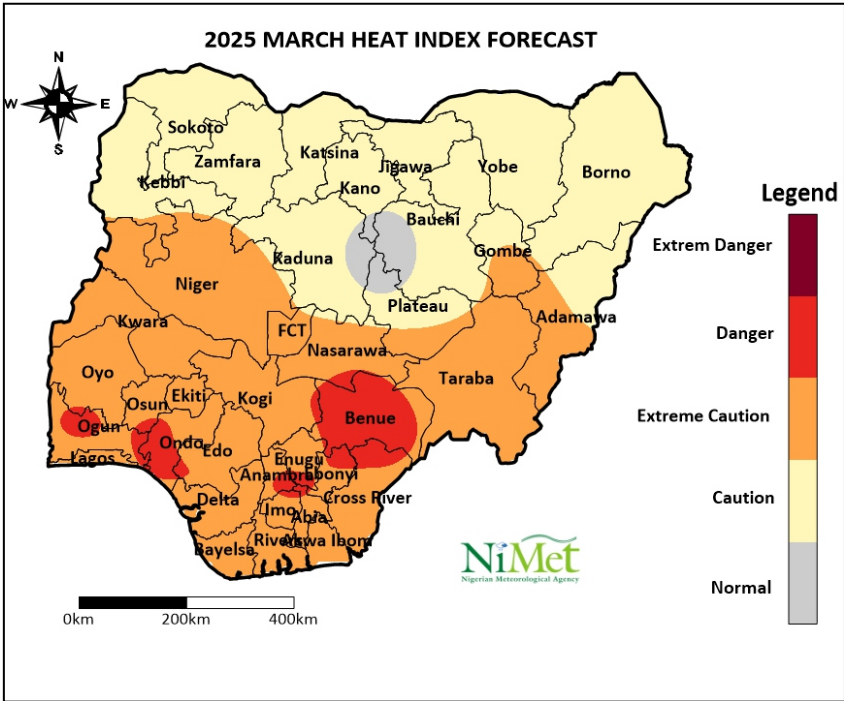 2025 MARCH HEAT INDEX FORECAST
N
W E
S
Sokoto
Zamfara
Katsina
Jigawa
Yobe
Borno
Kebbi
Kano
Bauchi
Kaduna
Gombe
Niger
Plateau
Adamawa
Kwara
FCT
Nasarawa
Oyo
Taraba
Osun
Ekiti
Kogi
Benue
Ogun
Ondo
Edo
Lagos
Enugu
Anambra
Ebonyi
Delta
Cross River
Imo
Abia
Rivers
Akwa Ibom
Bayelsa
Legend
Extrem Danger
Danger
Extreme Caution
Caution
Normal
NiMet
Nigerian Meteorological Agency
0km 200km 400km